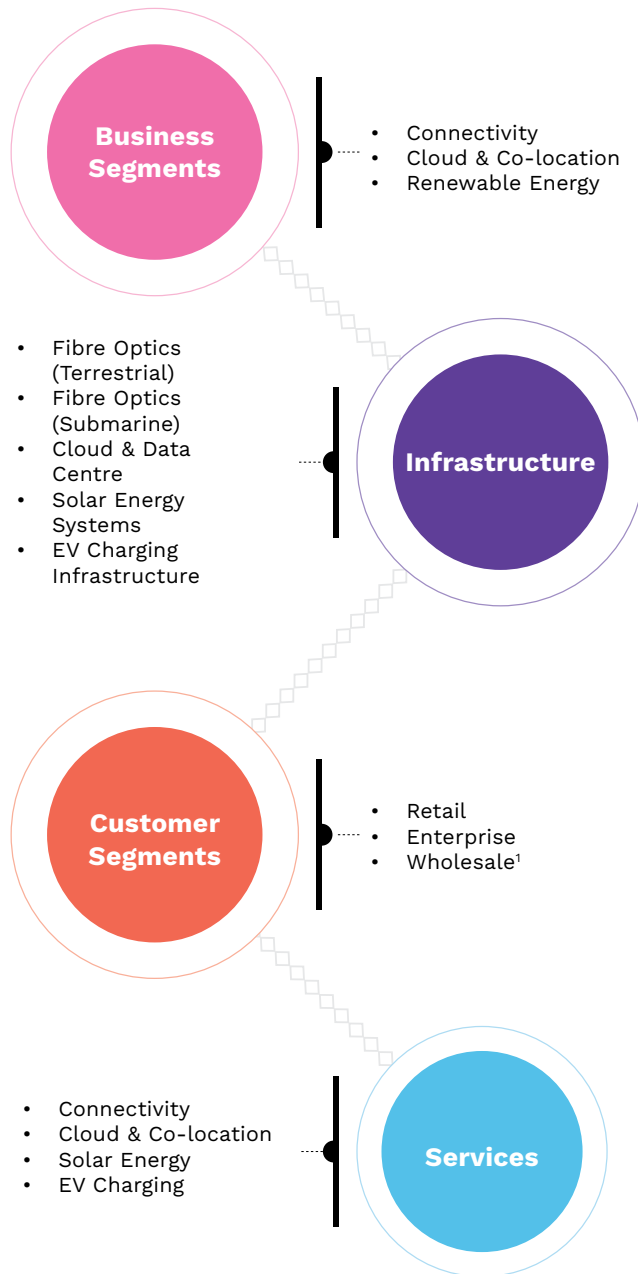 Business
Segments
• Connectivity
• Cloud & Co-location
• Renewable Energy
• Fibre Optics
(Terrestrial)
• Fibre Optics
(Submarine)
• Cloud & Data
Centre
• Solar Energy
Systems
• EV Charging
Infrastructure
Infrastructure
Customer
Segments
• Retail
• Enterprise
• Wholesale¹
• Connectivity
• Cloud & Co-location
• Solar Energy
• EV Charging
Services